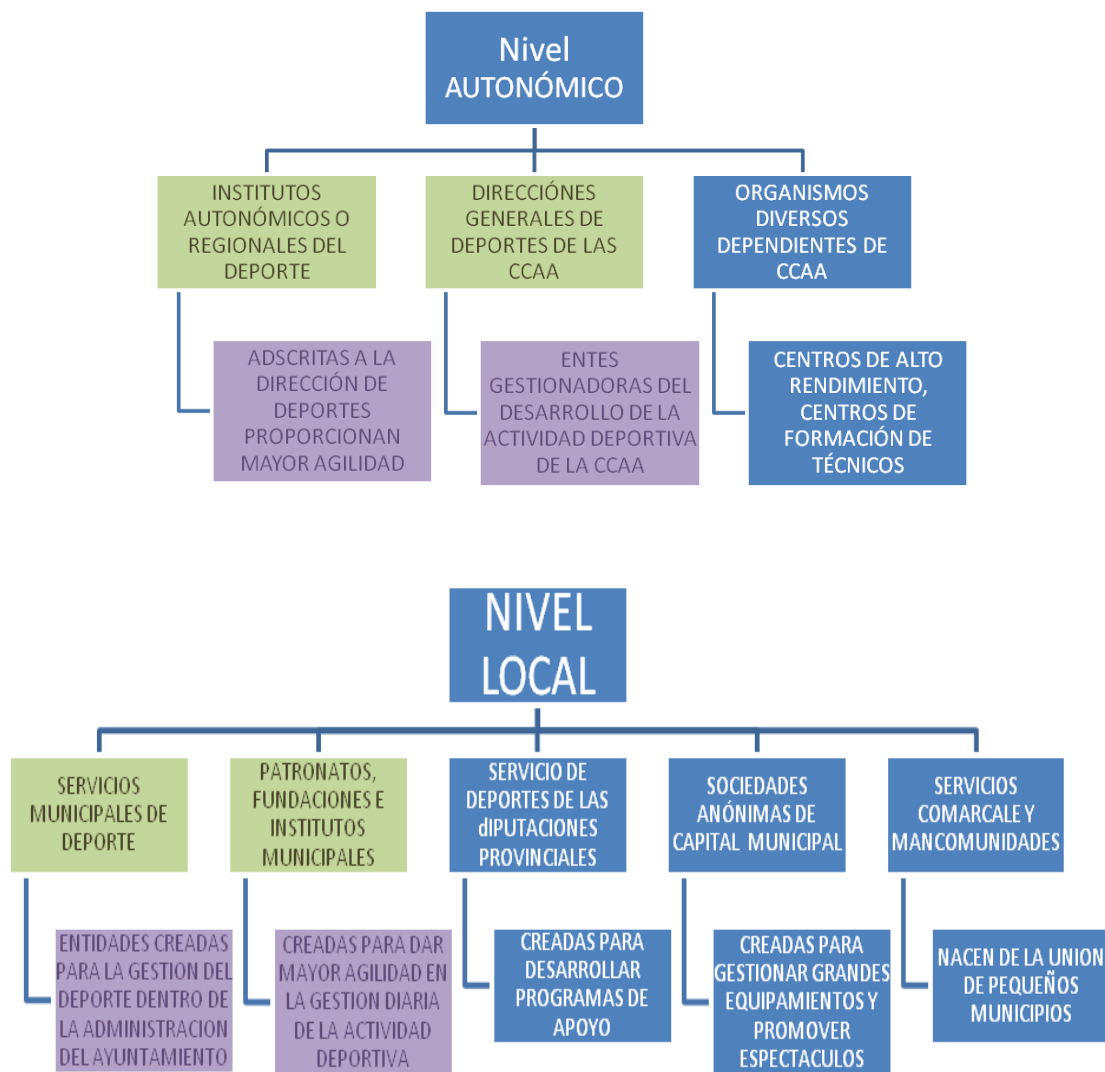 Nivel
AUTONÓMICO
INSTITUTOS
AUTONÓMICOS O
REGIONALES DEL
DEPORTE
DIRECCIÓNES
GENERALES DE
DEPORTES DE LAS
CCAA
ORGANISMOS
DIVERSOS
DEPENDIENTES DE
CCAA
ADSCRITAS A LA
DIRECCIÓN DE
DEPORTES
PROPORCIONAN
MAYOR AGILIDAD
ENTES
GESTIONADORAS DEL
DESARROLLO DE LA
ACTIVIDAD DEPORTIVA
DE LA CCAA
CENTROS DE ALTO
RENDIMIENTO,
CENTROS DE
FORMACIÓN DE
TÉCNICOS
NIVEL
LOCAL
SERVICIOS
MUNICIPALES DE
DEPORTE
PATRONATOS,
FUNDACIONES E
INSTITUTOS
MUNICIPALES
SERVICIO DE
DEPORTES DE LAS
dIPUTACIONES
PROVINCIALES
SOCIEDADES
ANÓNIMAS DE
CAPITAL MUNICIPAL
SERVICIOS
COMARCALE Y
MANCOMUNIDADES
ENTIDADES CREADAS
PARA LA GESTION DEL
DEPORTE DENTRO DE
LA ADMINISTRACION
DEL AYUNTAMIENTO
CREADAS PARA DAR
MAYOR AGILIDAD EN
LA GESTION DIARIA
DE LA ACTIVIDAD
DEPORTIVA
CREADAS PARA
DESARROLLAR
PROGRAMAS DE
APOYO
CREADAS PARA
GESTIONAR GRANDES
EQUIPAMIENTOS Y
PROMOVER
ESPECTACULOS
NACEN DE LA UNION
DE PEQUEÑOS
MUNICIPIOS